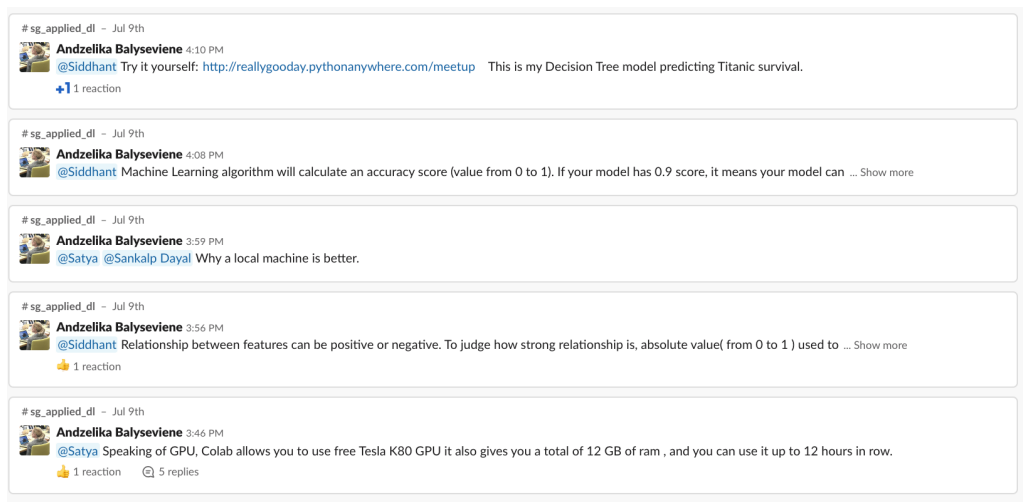 # sg_applied_dl – Jul 9th
Andzelika Balyseviene 4:10 PM
@Siddhant Try it yourself: http://reallygooday.pythonanywhere.com/meetup This is my Decision Tree model predicting Titanic survival.
+1 1 reaction
# sg_applied_dl – Jul 9th
Andzelika Balyseviene 4:08 PM
@Siddhant Machine Learning algorithm will calculate an accuracy score (value from 0 to 1). If your model has 0.9 score, it means your model can ... Show more
# sg_applied_dl – Jul 9th
Andzelika Balyseviene 3:59 PM
@Satya @Sankalp Dayal Why a local machine is better.
# sg_applied_dl – Jul 9th
Andzelika Balyseviene 3:56 PM
@Siddhant Relationship between features can be positive or negative. To judge how strong relationship is, absolute value( from 0 to 1 ) used to ... Show more
1 reaction
# sg_applied_dl – Jul 9th
Andzelika Balyseviene 3:46 PM
@Satya Speaking of GPU, Colab allows you to use free Tesla K80 GPU it also gives you a total of 12 GB of ram , and you can use it up to 12 hours in row.
1 reaction 5 replies